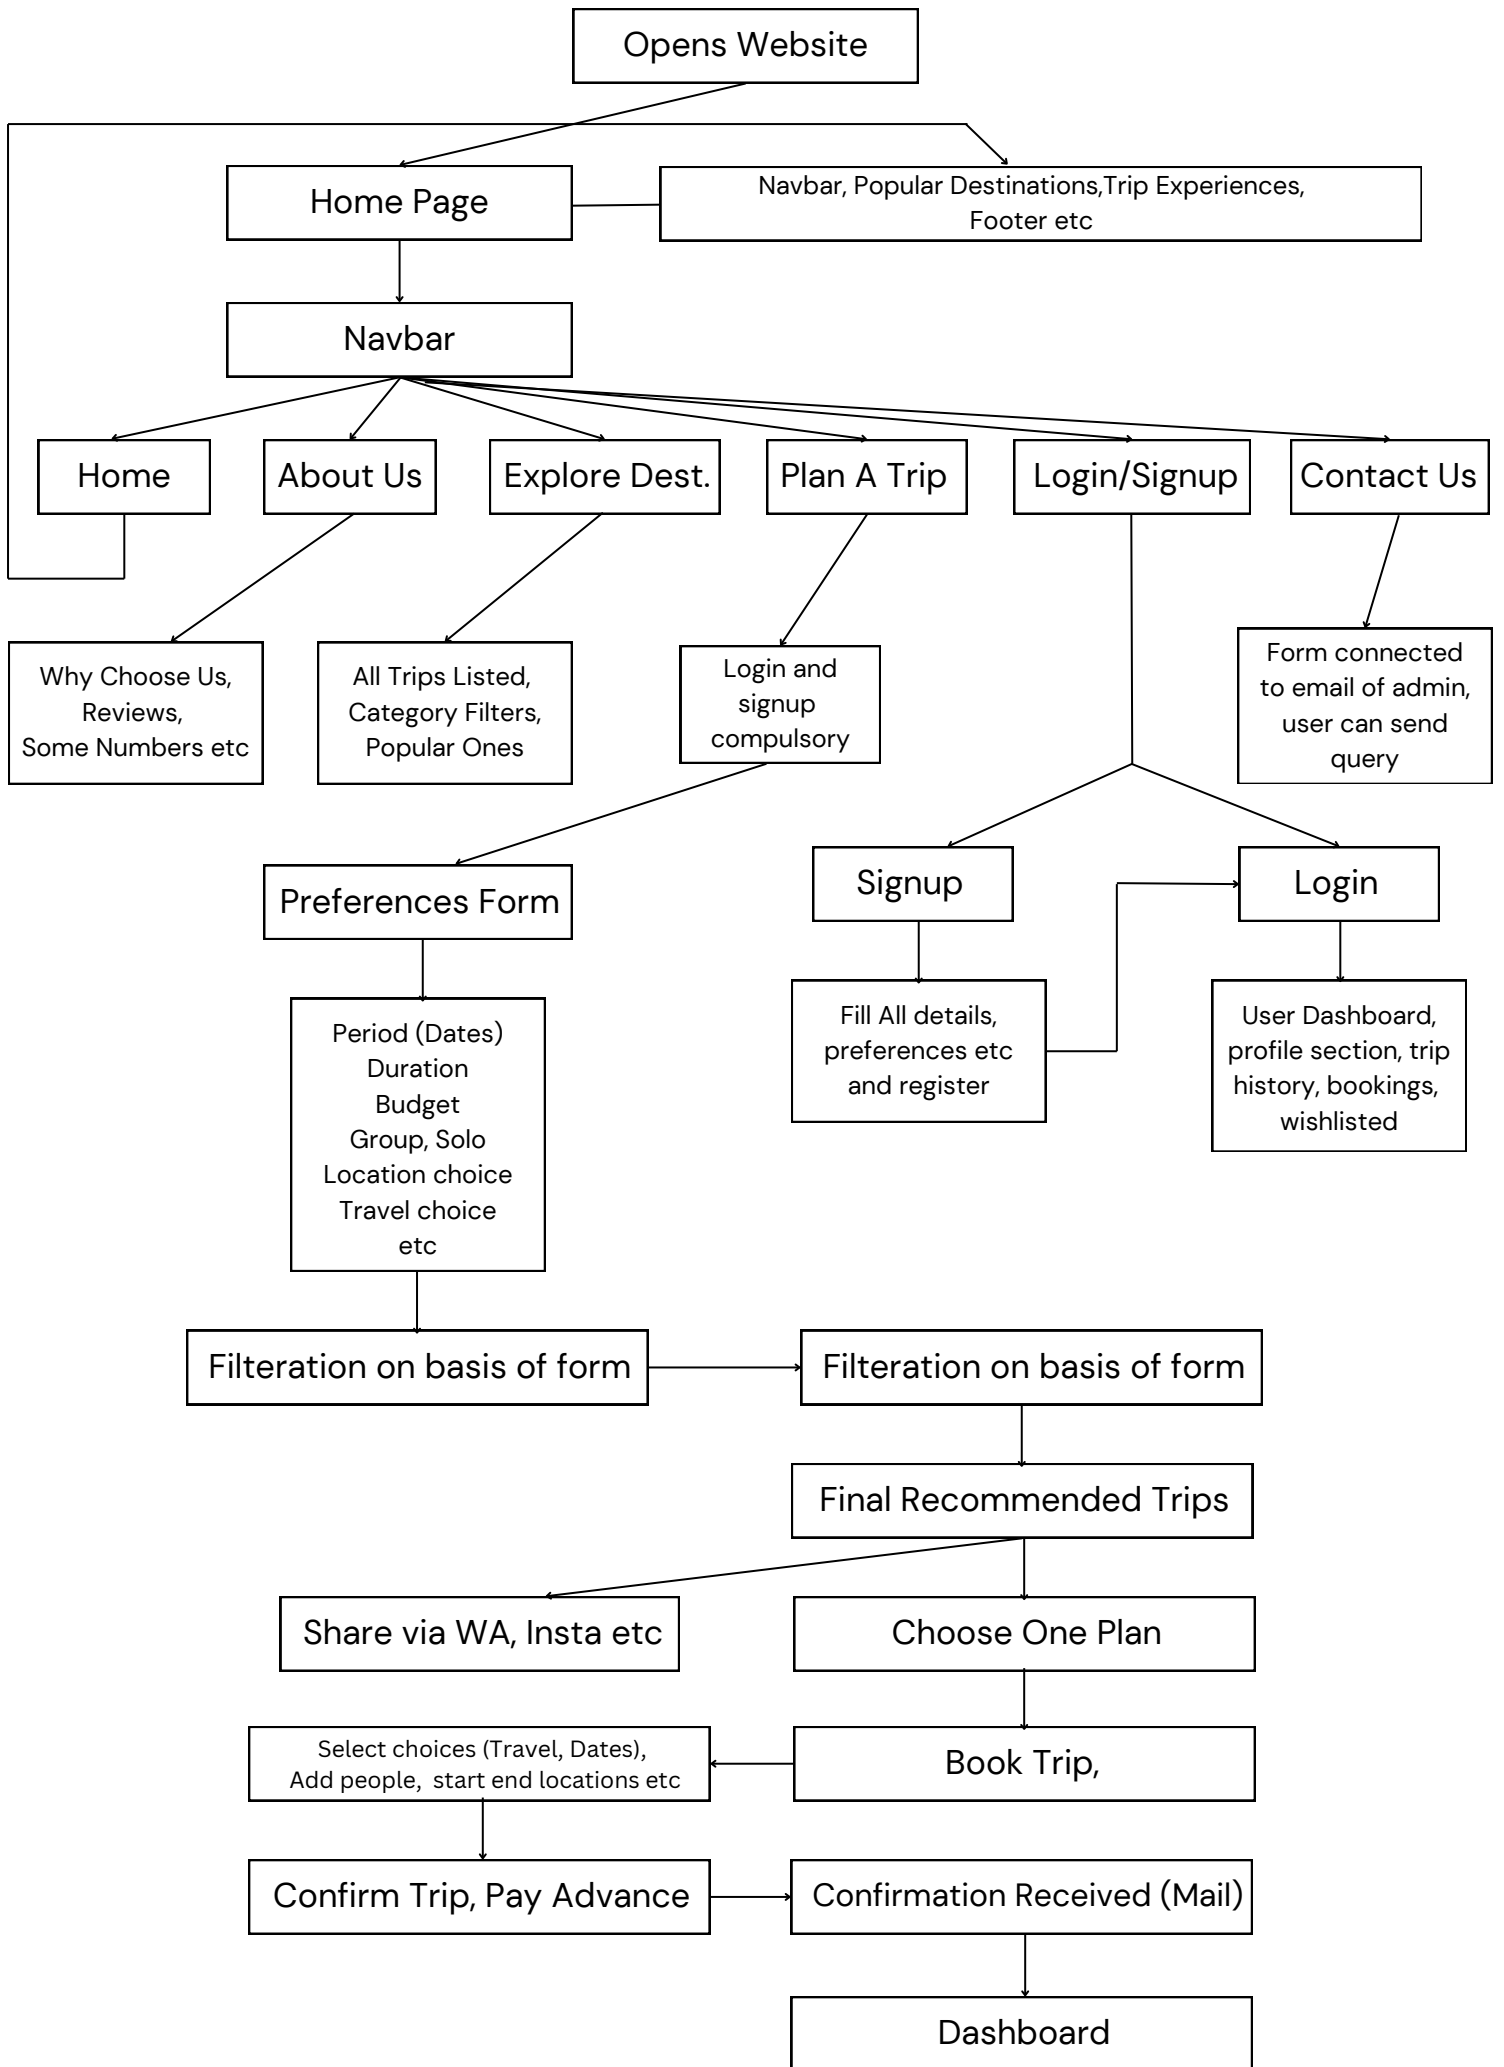 Opens Website
Home Page
Navbar, Popular Destinations,Trip Experiences,
Footer etc
Navbar
Home
About Us
Explore Dest.
Plan A Trip
Login/Signup
Contact Us
Why Choose Us,
Reviews,
Some Numbers etc
All Trips Listed,
Category Filters,
Popular Ones
Login and
signup
compulsory
Form connected
to email of admin,
user can send
query
Preferences Form
Signup
Login
Period (Dates)
Duration
Budget
Group, Solo
Location choice
Travel choice
etc
Fill All details,
preferences etc
and register
User Dashboard,
profile section, trip
history, bookings,
wishlisted
Filteration on basis of form
Filteration on basis of form
Final Recommended Trips
Share via WA, Insta etc
Choose One Plan
Select choices (Travel, Dates),
Add people, start end locations etc
Book Trip,
Confirm Trip, Pay Advance
Confirmation Received (Mail)
Dashboard